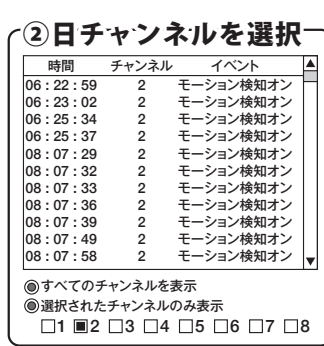 ②日チャンネルを選択
時間 チャンネル イベント
06 : 22 : 59 2 モーション検知オン
06 : 23 : 02 2 モーション検知オン
06 : 25 : 34 2 モーション検知オン
06 : 25 : 37 2 モーション検知オン
08 : 07 : 29 2 モーション検知オン
08 : 07 : 32 2 モーション検知オン
08 : 07 : 33 2 モーション検知オン
08 : 07 : 36 2 モーション検知オン
08 : 07 : 39 2 モーション検知オン
08 : 07 : 49 2 モーション検知オン
08 : 07 : 58 2 モーション検知オン
◉すべてのチャンネルを表示
◉選択されたチャンネルのみ表示
□1 ■2 □3 □4 □5 □6 □7 □8